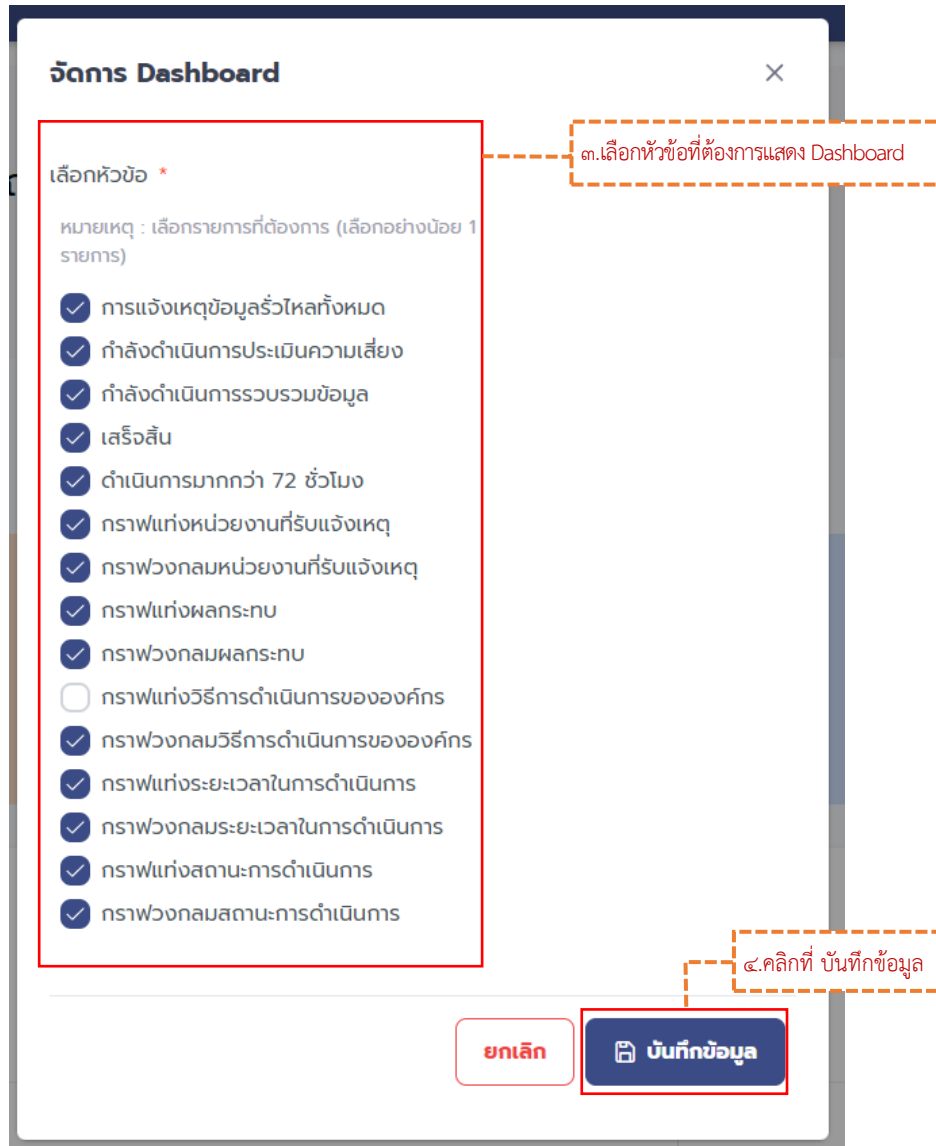 จัดการ Dashboard
๓.เลือกหัวข้อที่ต้องการแสดง Dashboard
เลือกหัวข้อ *
หมายเหตุ : เลือกรายการที่ต้องการ (เลือกอย่างน้อย 1
รายการ)
การแจ้งเหตุข้อมูลรั่วไหลทั้งหมด
กำลังดำเนินการประเมินความเสี่ยง
กำลังดำเนินการรวบรวมข้อมูล
เสร็จสิ้น
ดำเนินการมากกว่า 72 ชั่วโมง
กราฟแท่งหน่วยงานที่รับแจ้งเหตุ
กราฟวงกลมหน่วยงานที่รับแจ้งเหตุ
กราฟแท่งผลกระทบ
กราฟวงกลมผลกระทบ
กราฟแท่งวิธีการดำเนินการขององค์กร
กราฟวงกลมวิธีการดำเนินการขององค์กร
กราฟแท่งระยะเวลาในการดำเนินการ
กราฟวงกลมระยะเวลาในการดำเนินการ
กราฟแท่งสถานะการดำเนินการ
กราฟวงกลมสถานะการดำเนินการ
๔.คลิกที่ บันทึกข้อมูล
ยกเลิก
บันทึกข้อมูล